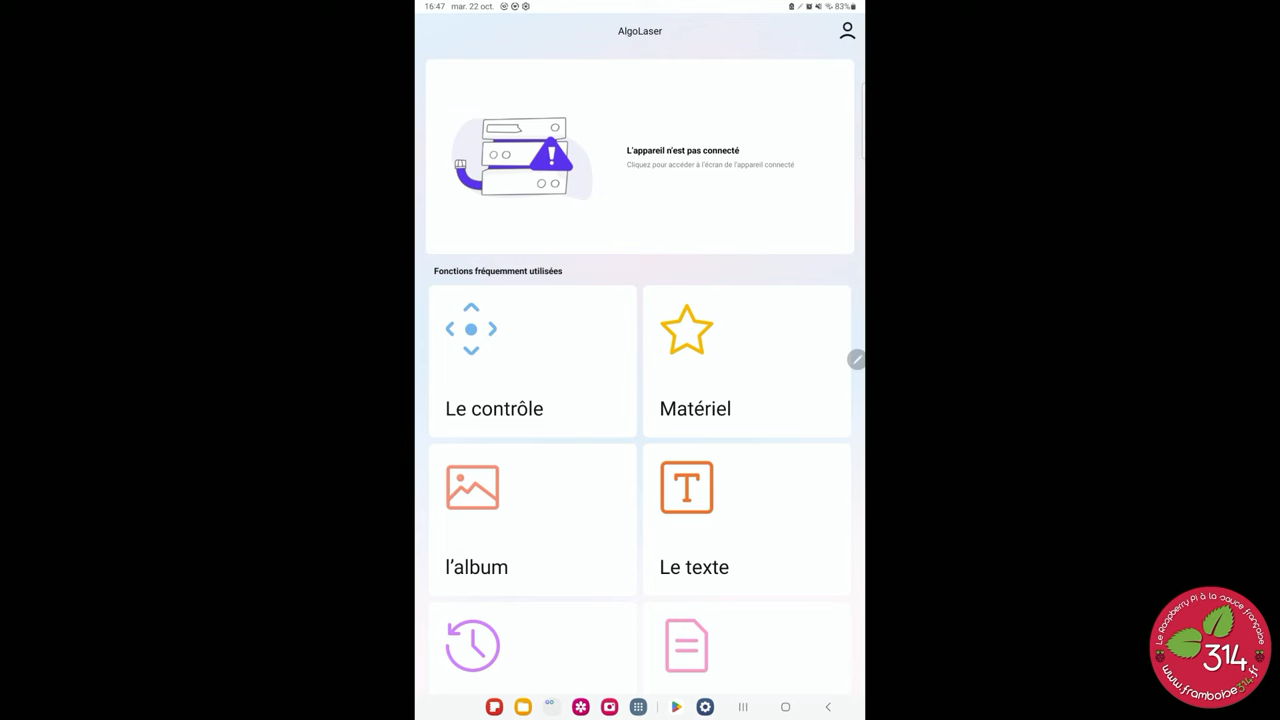 16:47 mar. 22 oct.
83%
AlgoLaser
L'appareil n'est pas connecté
Cliquez pour accéder à l'écran de l'appareil connecté
Fonctions fréquemment utilisées
Le contrôle
Matériel
l'album
T
Le texte
GO
Le Raspberry Pi à la sauce française
314
www.framboise314.fr